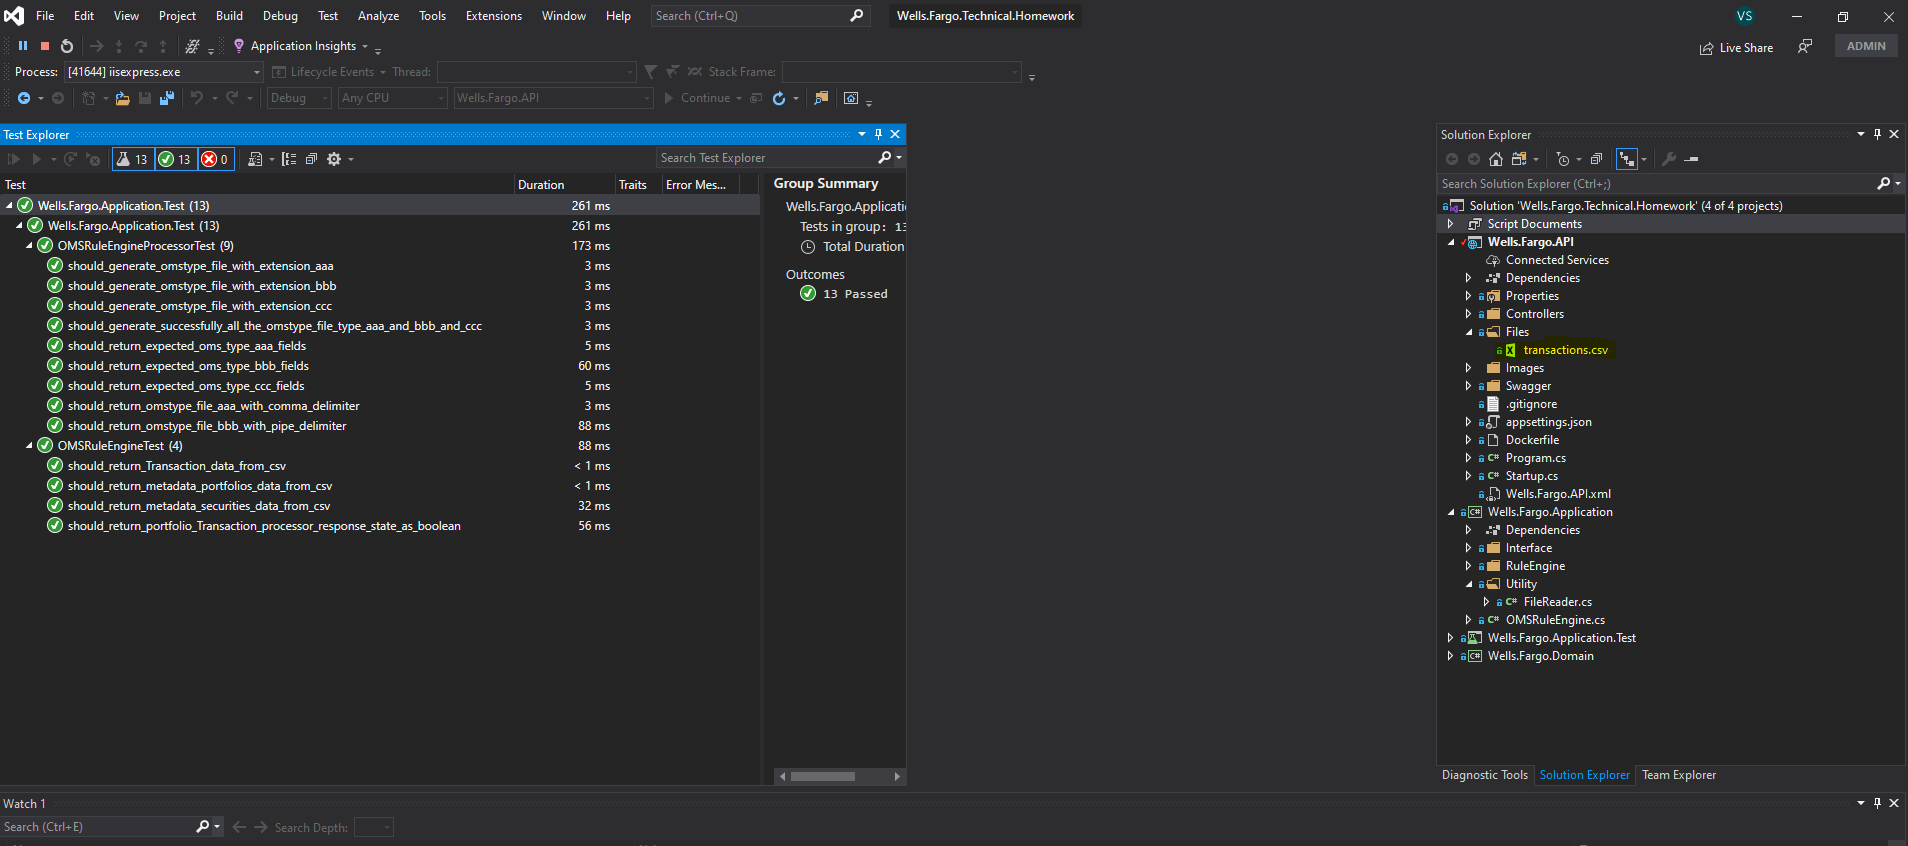 File Edit View Project Build Debug Test Analyze Tools Extensions Window Help Search (Ctrl+Q) Wells.Fargo.Technical.Homework VS
Application Insights Live Share ADMIN
Process: [41644] iisexpress.exe Lifecycle Events Thread: Stack Frame:
Debug Any CPU Wells.Fargo.API Continue
Test Explorer
13 13 0 Search Test Explorer
Test Duration Traits Error Mes...
Wells.Fargo.Application.Test (13) 261 ms
Wells.Fargo.Application.Test (13) 261 ms
OMSRuleEngineProcessorTest (9) 173 ms
should_generate_omstype_file_with_extension_aaa 3 ms
should_generate_omstype_file_with_extension_bbb 3 ms
should_generate_omstype_file_with_extension_ccc 3 ms
should_generate_successfully_all_the_omstype_file_type_aaa_and_bbb_and_ccc 3 ms
should_return_expected_oms_type_aaa_fields 5 ms
should_return_expected_oms_type_bbb_fields 60 ms
should_return_expected_oms_type_ccc_fields 5 ms
should_return_omstype_file_aaa_with_comma_delimiter 3 ms
should_return_omstype_file_bbb_with_pipe_delimiter 88 ms
OMSRuleEngineTest (4) 88 ms
should_return_Transaction_data_from_csv < 1 ms
should_return_metadata_portfolios_data_from_csv < 1 ms
should_return_metadata_securities_data_from_csv 32 ms
should_return_portfolio_Transaction_processor_response_state_as_boolean 56 ms
Group Summary
Wells.Fargo.Applicati
Tests in group: 13
Total Duration
Outcomes
13 Passed
Solution Explorer
Search Solution Explorer (Ctrl+;)
Solution 'Wells.Fargo.Technical.Homework' (4 of 4 projects)
Script Documents
Wells.Fargo.API
Connected Services
Dependencies
Properties
Controllers
Files
transactions.csv
Images
Swagger
.gitignore
appsettings.json
Dockerfile
C# Program.cs
C# Startup.cs
Wells.Fargo.API.xml
C# Wells.Fargo.Application
Dependencies
Interface
RuleEngine
Utility
C# FileReader.cs
C# OMSRuleEngine.cs
Wells.Fargo.Application.Test
C# Wells.Fargo.Domain
Diagnostic Tools Solution Explorer Team Explorer
Watch 1
Search (Ctrl+E) Search Depth: